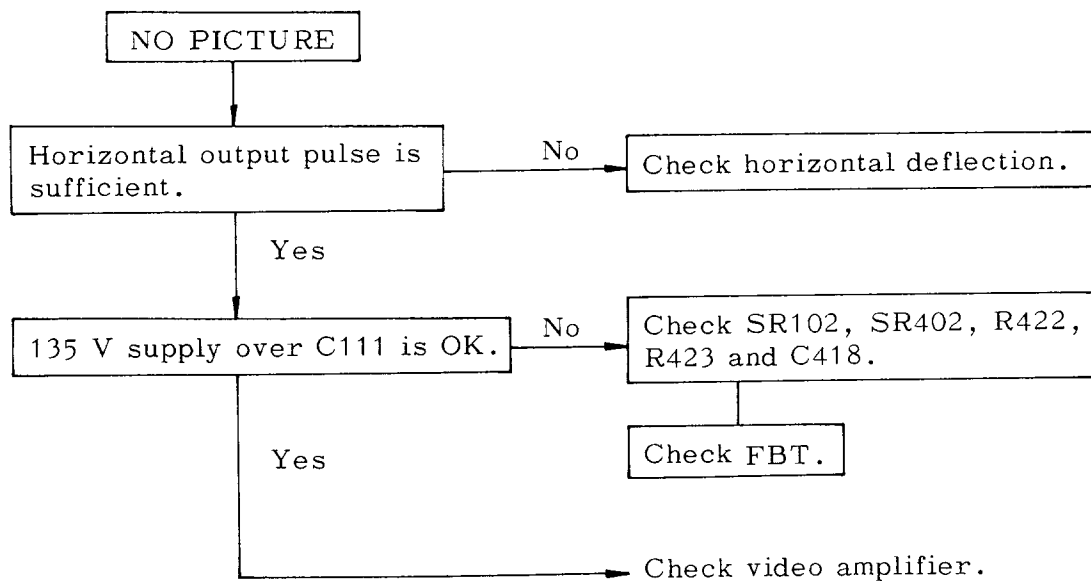 NO PICTURE
Horizontal output pulse is
sufficient.
No
Check horizontal deflection.
Yes
135 V supply over C111 is OK.
No
Check SR102, SR402, R422,
R423 and C418.
Check FBT.
Yes
Check video amplifier.